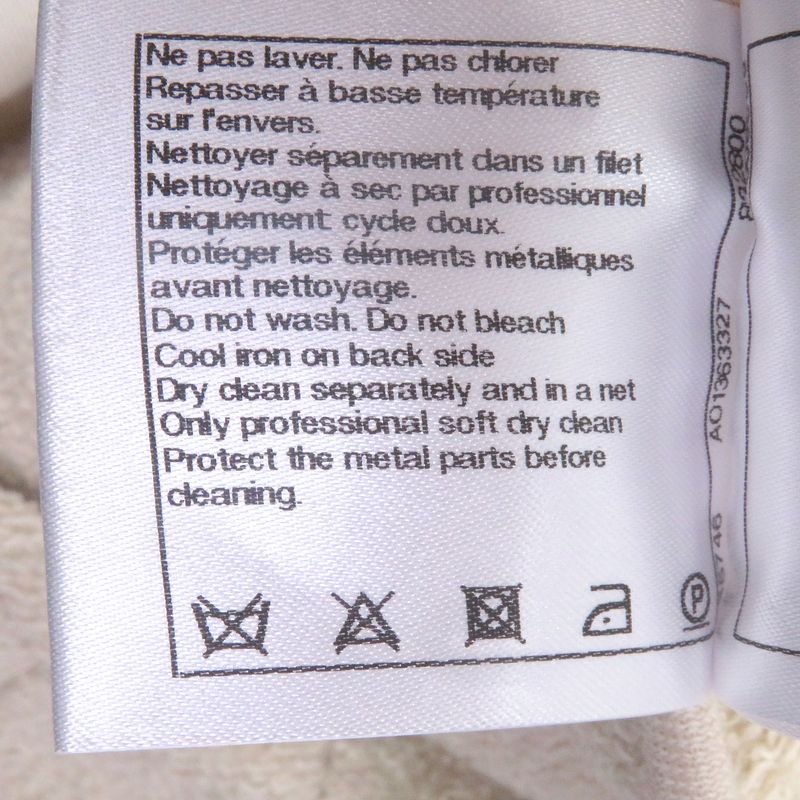 Ne pas laver. Ne pas chlorer
Repasser à basse température
sur l'envers.
Nettoyer séparement dans un filet
Nettoyage à sec par professionnel
uniquement cycle doux.
Protéger les éléments métalliques
avant nettoyage.
Do not wash. Do not bleach
Cool iron on back side
Dry clean separately and in a net
Only professional soft dry clean
Protect the metal parts before
cleaning.
P
A01363327